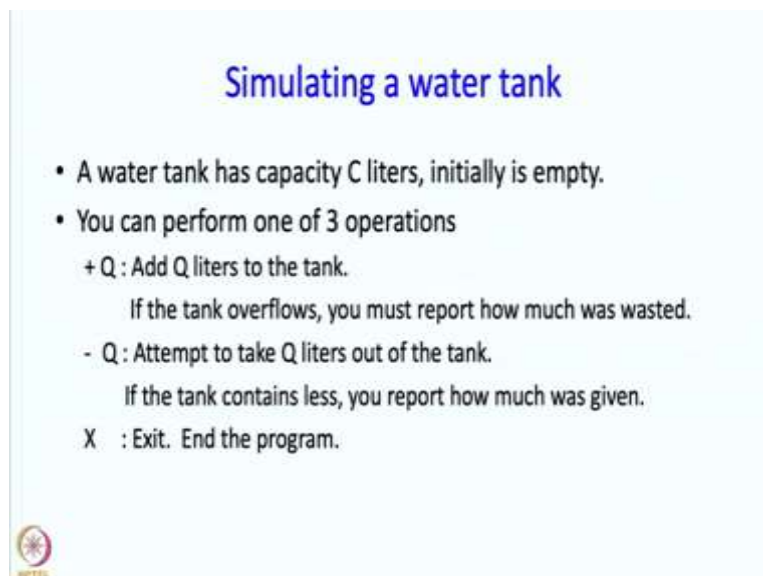 Simulating a water tank
• A water tank has capacity C liters, initially is empty.
• You can perform one of 3 operations
+ Q : Add Q liters to the tank.
If the tank overflows, you must report how much was wasted.
- Q : Attempt to take Q liters out of the tank.
If the tank contains less, you report how much was given.
X : Exit. End the program.
NPTEL